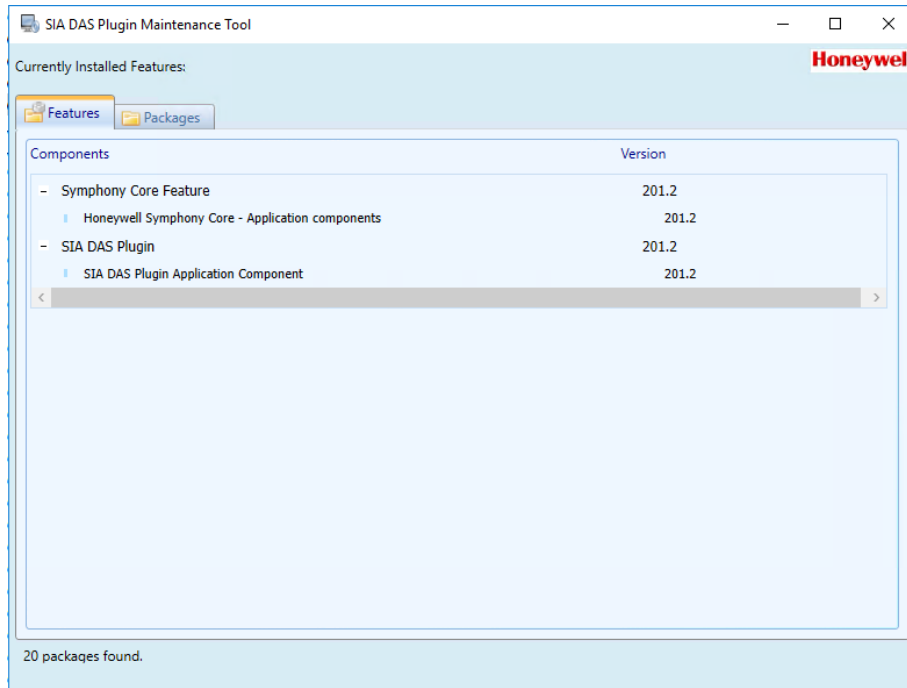 SIA DAS Plugin Maintenance Tool
Currently Installed Features:
Honeywel
Features
Packages
Components Version
- Symphony Core Feature 201.2
Honeywell Symphony Core - Application components 201.2
- SIA DAS Plugin 201.2
SIA DAS Plugin Application Component 201.2
20 packages found.